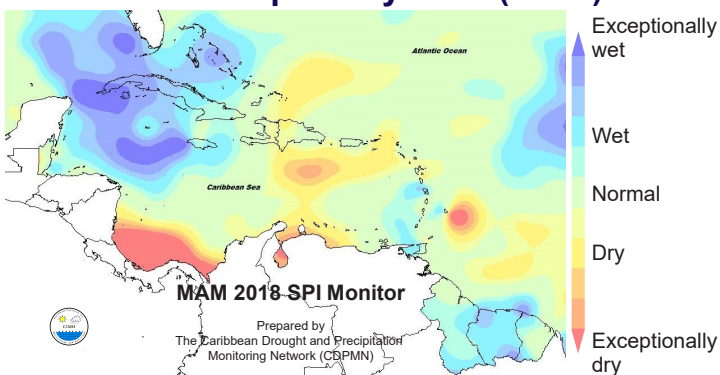 Atlantic Ocean
Caribbean Sea
MAM 2018 SPI Monitor
Prepared by
The Caribbean Drought and Precipitation
Monitoring Network (CDPMN)
CIMH
Exceptionally
wet
Wet
Normal
Dry
Exceptionally
dry